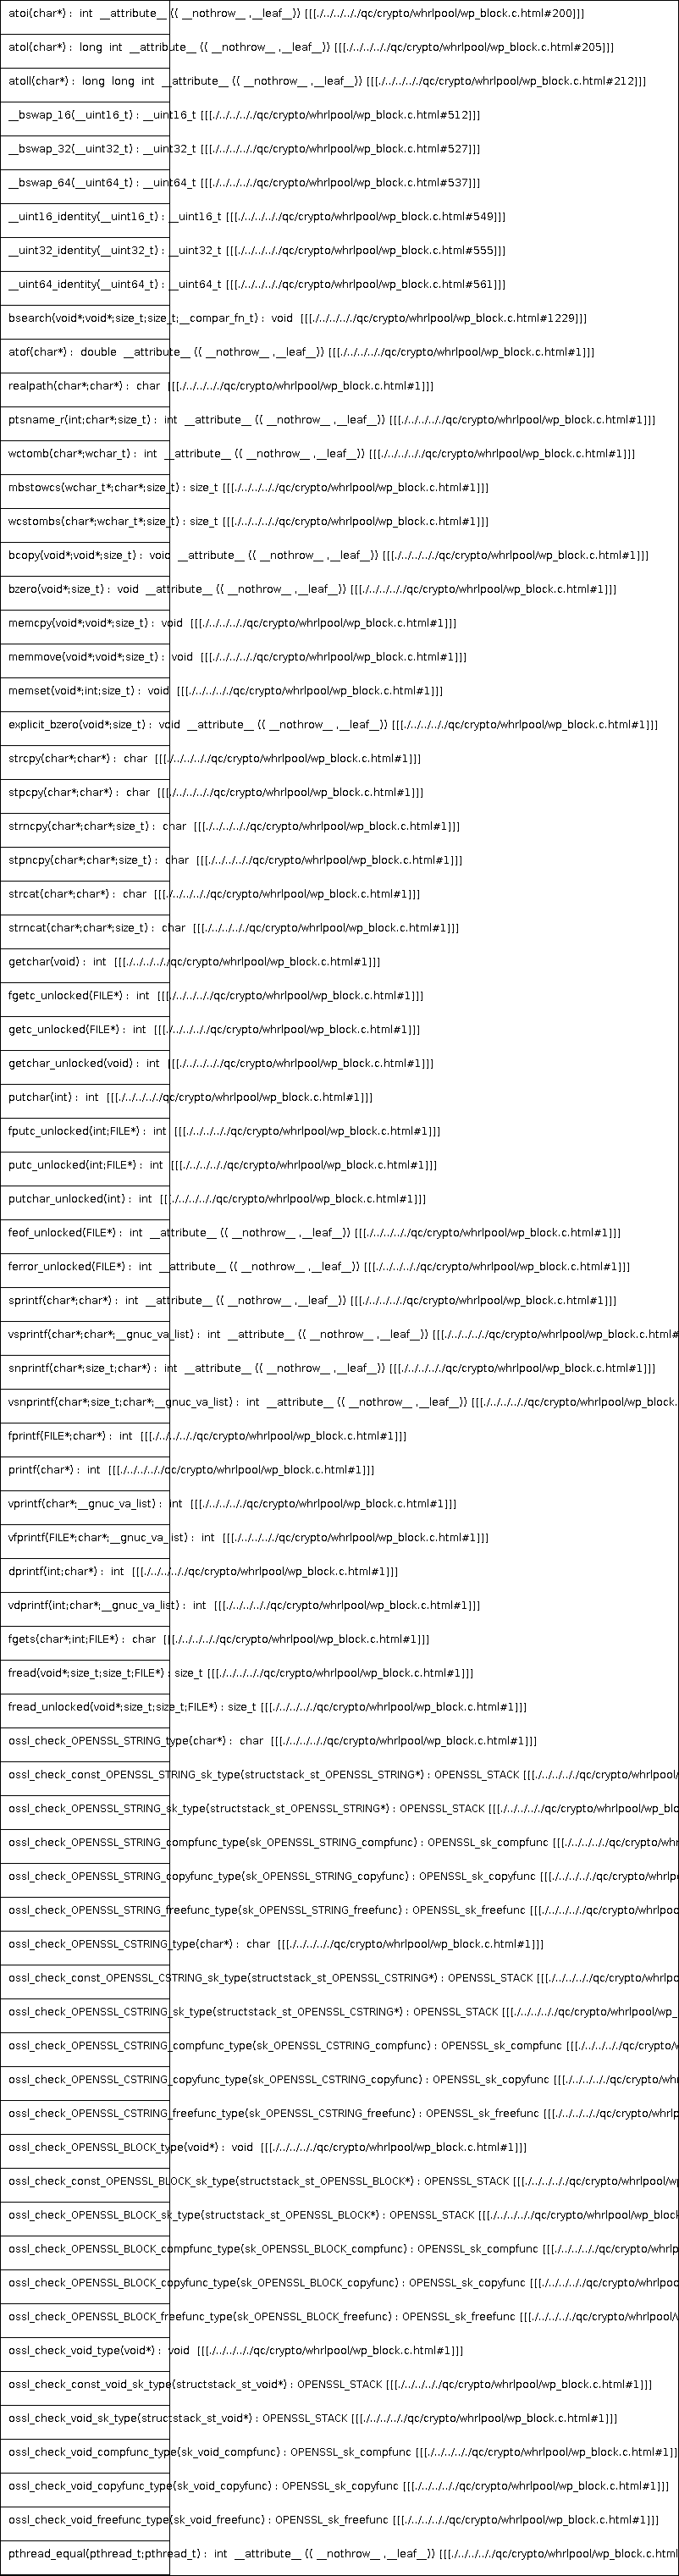 atoi(char*) : int __attribute__ (( __nothrow__ ,__leaf__)) [[[./../../../qc/crypto/whrlpool/wp_block.c.html#200]]]
atol(char*) : long int __attribute__ (( __nothrow__ ,__leaf__)) [[[./../../../qc/crypto/whrlpool/wp_block.c.html#205]]]
atoll(char*) : long long int __attribute__ (( __nothrow__ ,__leaf__)) [[[./../../../qc/crypto/whrlpool/wp_block.c.html#212]]]
__bswap_16(__uint16_t) : __uint16_t [[[./../../../qc/crypto/whrlpool/wp_block.c.html#512]]]
__bswap_32(__uint32_t) : __uint32_t [[[./../../../qc/crypto/whrlpool/wp_block.c.html#527]]]
__bswap_64(__uint64_t) : __uint64_t [[[./../../../qc/crypto/whrlpool/wp_block.c.html#537]]]
__uint16_identity(__uint16_t) : __uint16_t [[[./../../../qc/crypto/whrlpool/wp_block.c.html#549]]]
__uint32_identity(__uint32_t) : __uint32_t [[[./../../../qc/crypto/whrlpool/wp_block.c.html#555]]]
__uint64_identity(__uint64_t) : __uint64_t [[[./../../../qc/crypto/whrlpool/wp_block.c.html#561]]]
bsearch(void*;void*;size_t;size_t;__compar_fn_t) : void [[[./../../../qc/crypto/whrlpool/wp_block.c.html#1229]]]
atof(char*) : double __attribute__ (( __nothrow__ ,__leaf__)) [[[./../../../qc/crypto/whrlpool/wp_block.c.html#1]]]
realpath(char*;char*) : char [[[./../../../qc/crypto/whrlpool/wp_block.c.html#1]]]
ptsname_r(int;char*;size_t) : int __attribute__ (( __nothrow__ ,__leaf__)) [[[./../../../qc/crypto/whrlpool/wp_block.c.html#1]]]
wctomb(char*;wchar_t) : int __attribute__ (( __nothrow__ ,__leaf__)) [[[./../../../qc/crypto/whrlpool/wp_block.c.html#1]]]
mbstowcs(wchar_t*;char*;size_t) : size_t [[[./../../../qc/crypto/whrlpool/wp_block.c.html#1]]]
wcstombs(char*;wchar_t*;size_t) : size_t [[[./../../../qc/crypto/whrlpool/wp_block.c.html#1]]]
bcopy(void*;void*;size_t) : void __attribute__ (( __nothrow__ ,__leaf__)) [[[./../../../qc/crypto/whrlpool/wp_block.c.html#1]]]
bzero(void*;size_t) : void __attribute__ (( __nothrow__ ,__leaf__)) [[[./../../../qc/crypto/whrlpool/wp_block.c.html#1]]]
memcpy(void*;void*;size_t) : void [[[./../../../qc/crypto/whrlpool/wp_block.c.html#1]]]
memmove(void*;void*;size_t) : void [[[./../../../qc/crypto/whrlpool/wp_block.c.html#1]]]
memset(void*;int;size_t) : void [[[./../../../qc/crypto/whrlpool/wp_block.c.html#1]]]
explicit_bzero(void*;size_t) : void __attribute__ (( __nothrow__ ,__leaf__)) [[[./../../../qc/crypto/whrlpool/wp_block.c.html#1]]]
strcpy(char*;char*) : char [[[./../../../qc/crypto/whrlpool/wp_block.c.html#1]]]
stpcpy(char*;char*) : char [[[./../../../qc/crypto/whrlpool/wp_block.c.html#1]]]
strncpy(char*;char*;size_t) : char [[[./../../../qc/crypto/whrlpool/wp_block.c.html#1]]]
stpncpy(char*;char*;size_t) : char [[[./../../../qc/crypto/whrlpool/wp_block.c.html#1]]]
strcat(char*;char*) : char [[[./../../../qc/crypto/whrlpool/wp_block.c.html#1]]]
strncat(char*;char*;size_t) : char [[[./../../../qc/crypto/whrlpool/wp_block.c.html#1]]]
getchar(void) : int [[[./../../../qc/crypto/whrlpool/wp_block.c.html#1]]]
fgetc_unlocked(FILE*) : int [[[./../../../qc/crypto/whrlpool/wp_block.c.html#1]]]
getc_unlocked(FILE*) : int [[[./../../../qc/crypto/whrlpool/wp_block.c.html#1]]]
getchar_unlocked(void) : int [[[./../../../qc/crypto/whrlpool/wp_block.c.html#1]]]
putchar(int) : int [[[./../../../qc/crypto/whrlpool/wp_block.c.html#1]]]
fputc_unlocked(int;FILE*) : int [[[./../../../qc/crypto/whrlpool/wp_block.c.html#1]]]
putc_unlocked(int;FILE*) : int [[[./../../../qc/crypto/whrlpool/wp_block.c.html#1]]]
putchar_unlocked(int) : int [[[./../../../qc/crypto/whrlpool/wp_block.c.html#1]]]
feof_unlocked(FILE*) : int __attribute__ (( __nothrow__ ,__leaf__)) [[[./../../../qc/crypto/whrlpool/wp_block.c.html#1]]]
ferror_unlocked(FILE*) : int __attribute__ (( __nothrow__ ,__leaf__)) [[[./../../../qc/crypto/whrlpool/wp_block.c.html#1]]]
sprintf(char*;char*) : int __attribute__ (( __nothrow__ ,__leaf__)) [[[./../../../qc/crypto/whrlpool/wp_block.c.html#1]]]
vsprintf(char*;char*;__gnuc_va_list) : int __attribute__ (( __nothrow__ ,__leaf__)) [[[./../../../qc/crypto/whrlpool/wp_block.c.html#
snprintf(char*;size_t;char*) : int __attribute__ (( __nothrow__ ,__leaf__)) [[[./../../../qc/crypto/whrlpool/wp_block.c.html#1]]]
vsnprintf(char*;size_t;char*;__gnuc_va_list) : int __attribute__ (( __nothrow__ ,__leaf__)) [[[./../../../qc/crypto/whrlpool/wp_block.
fprintf(FILE*;char*) : int [[[./../../../qc/crypto/whrlpool/wp_block.c.html#1]]]
printf(char*) : int [[[./../../../qc/crypto/whrlpool/wp_block.c.html#1]]]
vprintf(char*;__gnuc_va_list) : int [[[./../../../qc/crypto/whrlpool/wp_block.c.html#1]]]
vfprintf(FILE*;char*;__gnuc_va_list) : int [[[./../../../qc/crypto/whrlpool/wp_block.c.html#1]]]
dprintf(int;char*) : int [[[./../../../qc/crypto/whrlpool/wp_block.c.html#1]]]
vdprintf(int;char*;__gnuc_va_list) : int [[[./../../../qc/crypto/whrlpool/wp_block.c.html#1]]]
fgets(char*;int;FILE*) : char [[[./../../../qc/crypto/whrlpool/wp_block.c.html#1]]]
fread(void*;size_t;size_t;FILE*) : size_t [[[./../../../qc/crypto/whrlpool/wp_block.c.html#1]]]
fread_unlocked(void*;size_t;size_t;FILE*) : size_t [[[./../../../qc/crypto/whrlpool/wp_block.c.html#1]]]
ossl_check_OPENSSL_STRING_type(char*) : char [[[./../../../qc/crypto/whrlpool/wp_block.c.html#1]]]
ossl_check_const_OPENSSL_STRING_sk_type(structstack_st_OPENSSL_STRING*) : OPENSSL_STACK [[[./../../../qc/crypto/whrlpool/
ossl_check_OPENSSL_STRING_sk_type(structstack_st_OPENSSL_STRING*) : OPENSSL_STACK [[[./../../../qc/crypto/whrlpool/wp_blo
ossl_check_OPENSSL_STRING_compfunc_type(sk_OPENSSL_STRING_compfunc) : OPENSSL_sk_compfunc [[[./../../../qc/crypto/whr
ossl_check_OPENSSL_STRING_copyfunc_type(sk_OPENSSL_STRING_copyfunc) : OPENSSL_sk_copyfunc [[[./../../../qc/crypto/whrlp
ossl_check_OPENSSL_STRING_freefunc_type(sk_OPENSSL_STRING_freefunc) : OPENSSL_sk_freefunc [[[./../../../qc/crypto/whrlpoo
ossl_check_OPENSSL_CSTRING_type(char*) : char [[[./../../../qc/crypto/whrlpool/wp_block.c.html#1]]]
ossl_check_const_OPENSSL_CSTRING_sk_type(structstack_st_OPENSSL_CSTRING*) : OPENSSL_STACK [[[./../../../qc/crypto/whrlpo
ossl_check_OPENSSL_CSTRING_sk_type(structstack_st_OPENSSL_CSTRING*) : OPENSSL_STACK [[[./../../../qc/crypto/whrlpool/wp_
ossl_check_OPENSSL_CSTRING_compfunc_type(sk_OPENSSL_CSTRING_compfunc) : OPENSSL_sk_compfunc [[[./../../../qc/crypto/w
ossl_check_OPENSSL_CSTRING_copyfunc_type(sk_OPENSSL_CSTRING_copyfunc) : OPENSSL_sk_copyfunc [[[./../../../qc/crypto/whr
ossl_check_OPENSSL_CSTRING_freefunc_type(sk_OPENSSL_CSTRING_freefunc) : OPENSSL_sk_freefunc [[[./../../../qc/crypto/whrlp
ossl_check_OPENSSL_BLOCK_type(void*) : void [[[./../../../qc/crypto/whrlpool/wp_block.c.html#1]]]
ossl_check_const_OPENSSL_BLOCK_sk_type(structstack_st_OPENSSL_BLOCK*) : OPENSSL_STACK [[[./../../../qc/crypto/whrlpool/wp
ossl_check_OPENSSL_BLOCK_sk_type(structstack_st_OPENSSL_BLOCK*) : OPENSSL_STACK [[[./../../../qc/crypto/whrlpool/wp_block
ossl_check_OPENSSL_BLOCK_compfunc_type(sk_OPENSSL_BLOCK_compfunc) : OPENSSL_sk_compfunc [[[./../../../qc/crypto/whrlp
ossl_check_OPENSSL_BLOCK_copyfunc_type(sk_OPENSSL_BLOCK_copyfunc) : OPENSSL_sk_copyfunc [[[./../../../qc/crypto/whrlpoo
ossl_check_OPENSSL_BLOCK_freefunc_type(sk_OPENSSL_BLOCK_freefunc) : OPENSSL_sk_freefunc [[[./../../../qc/crypto/whrlpool/w
ossl_check_void_type(void*) : void [[[./../../../qc/crypto/whrlpool/wp_block.c.html#1]]]
ossl_check_const_void_sk_type(structstack_st_void*) : OPENSSL_STACK [[[./../../../qc/crypto/whrlpool/wp_block.c.html#1]]]
ossl_check_void_sk_type(structstack_st_void*) : OPENSSL_STACK [[[./../../../qc/crypto/whrlpool/wp_block.c.html#1]]]
ossl_check_void_compfunc_type(sk_void_compfunc) : OPENSSL_sk_compfunc [[[./../../../qc/crypto/whrlpool/wp_block.c.html#1]]
ossl_check_void_copyfunc_type(sk_void_copyfunc) : OPENSSL_sk_copyfunc [[[./../../../qc/crypto/whrlpool/wp_block.c.html#1]]]
ossl_check_void_freefunc_type(sk_void_freefunc) : OPENSSL_sk_freefunc [[[./../../../qc/crypto/whrlpool/wp_block.c.html#1]]]
pthread_equal(pthread_t;pthread_t) : int __attribute__ (( __nothrow__ ,__leaf__)) [[[./../../../qc/crypto/whrlpool/wp_block.c.html